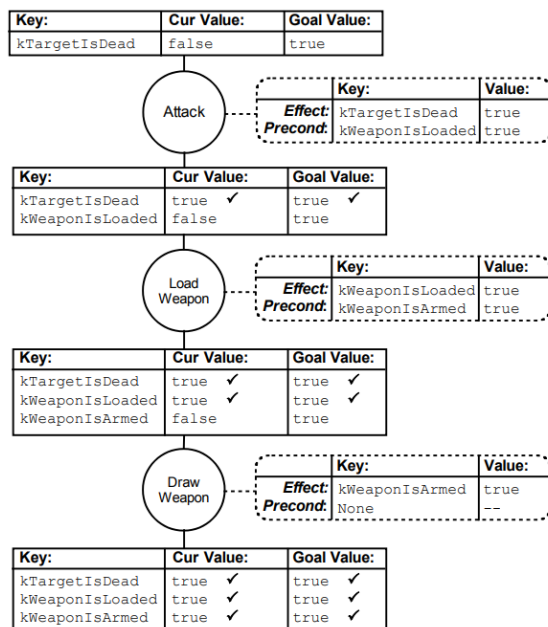 Key: Cur Value: Goal Value:
kTargetIsDead false true
Attack
Key: Value:
Effect: kTargetIsDead true
Precond: kWeaponIsLoaded true
Key: Cur Value: Goal Value:
kTargetIsDead true ✓ true ✓
kWeaponIsLoaded false true
Load
Weapon
Key: Value:
Effect: kWeaponIsLoaded true
Precond: kWeaponIsArmed true
Key: Cur Value: Goal Value:
kTargetIsDead true ✓ true ✓
kWeaponIsLoaded true ✓ true ✓
kWeaponIsArmed false true
Draw
Weapon
Key: Value:
Effect: kWeaponIsArmed true
Precond: None --
Key: Cur Value: Goal Value:
kTargetIsDead true ✓ true ✓
kWeaponIsLoaded true ✓ true ✓
kWeaponIsArmed true ✓ true ✓